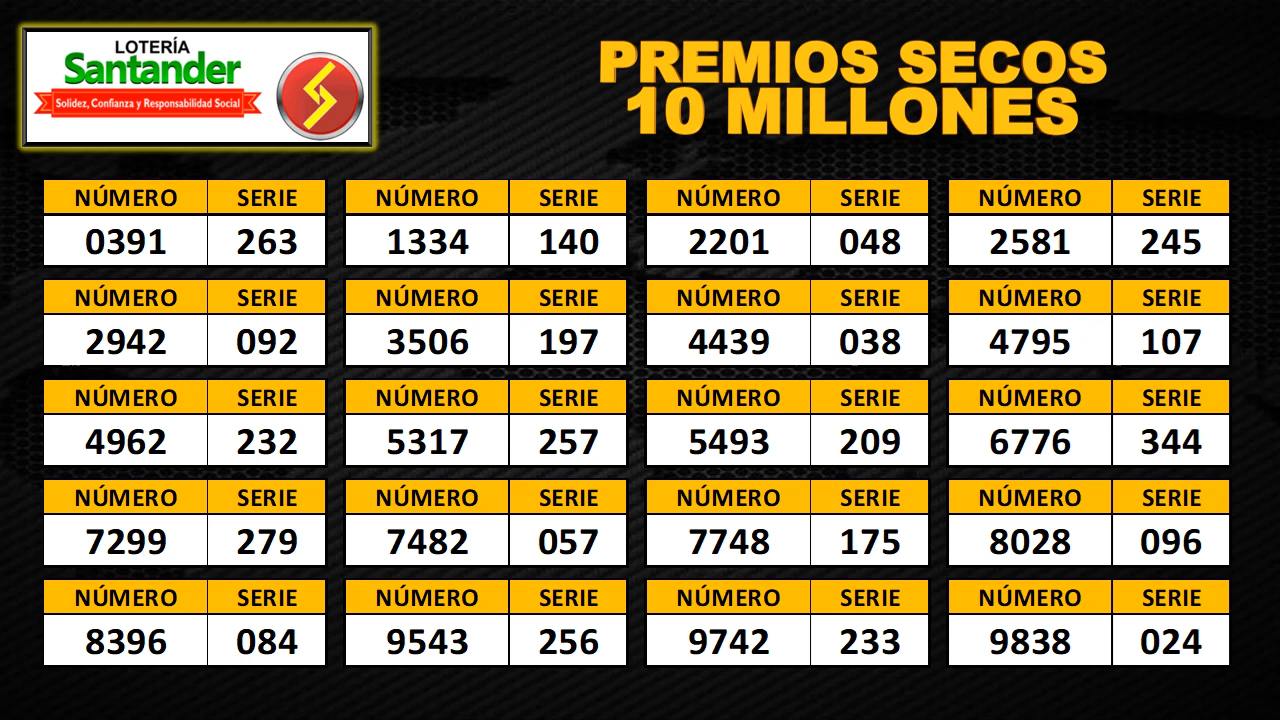 LOTERÍA
Santander
Solidez, Confianza y Responsabilidad Social
PREMIOS SECOS
10 MILLONES
NÚMERO SERIE NÚMERO SERIE NÚMERO SERIE NÚMERO SERIE
0391 263 1334 140 2201 048 2581 245
NÚMERO SERIE NÚMERO SERIE NÚMERO SERIE NÚMERO SERIE
2942 092 3506 197 4439 038 4795 107
NÚMERO SERIE NÚMERO SERIE NÚMERO SERIE NÚMERO SERIE
4962 232 5317 257 5493 209 6776 344
NÚMERO SERIE NÚMERO SERIE NÚMERO SERIE NÚMERO SERIE
7299 279 7482 057 7748 175 8028 096
NÚMERO SERIE NÚMERO SERIE NÚMERO SERIE NÚMERO SERIE
8396 084 9543 256 9742 233 9838 024